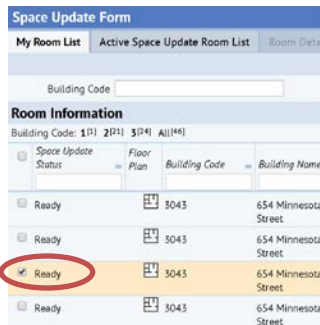 Space Update Form
My Room List Active Space Update Room List Room Deta
Building Code
Room Information
Building Code: 1[1] 2[21] 3[24] All[46]
Space Update Status Floor Plan Building Code Building Name
Ready 3043 654 Minnesota Street
Ready 3043 654 Minnesota Street
Ready 3043 654 Minnesota Street
Ready 3043 654 Minnesota Street